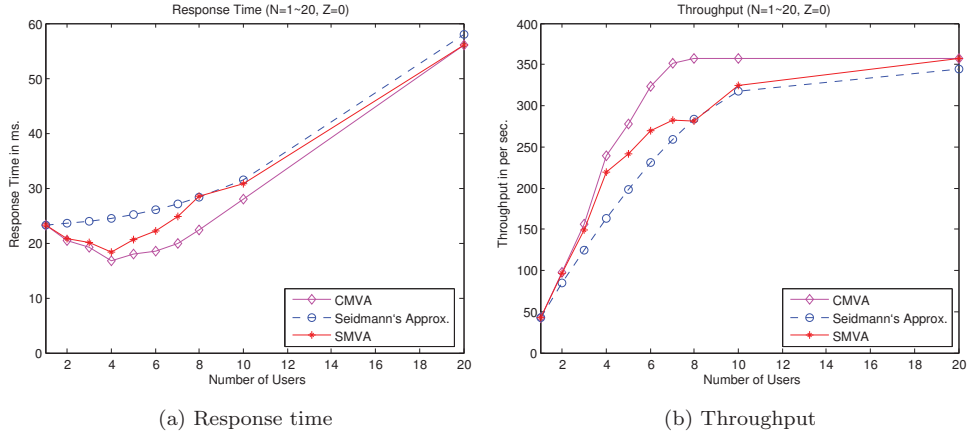 Response Time (N=1~20, Z=0)
Response Time in ms.
60
50
40
30
20
10
0
2 4 6 8 10 12 14 16 18 20
Number of Users
CMVA
Seidmann's Approx.
SMVA
(a) Response time
Throughput (N=1~20, Z=0)
Throughput in per sec.
400
350
300
250
200
150
100
50
0
2 4 6 8 10 12 14 16 18 20
Number of Users
CMVA
Seidmann's Approx.
SMVA
(b) Throughput